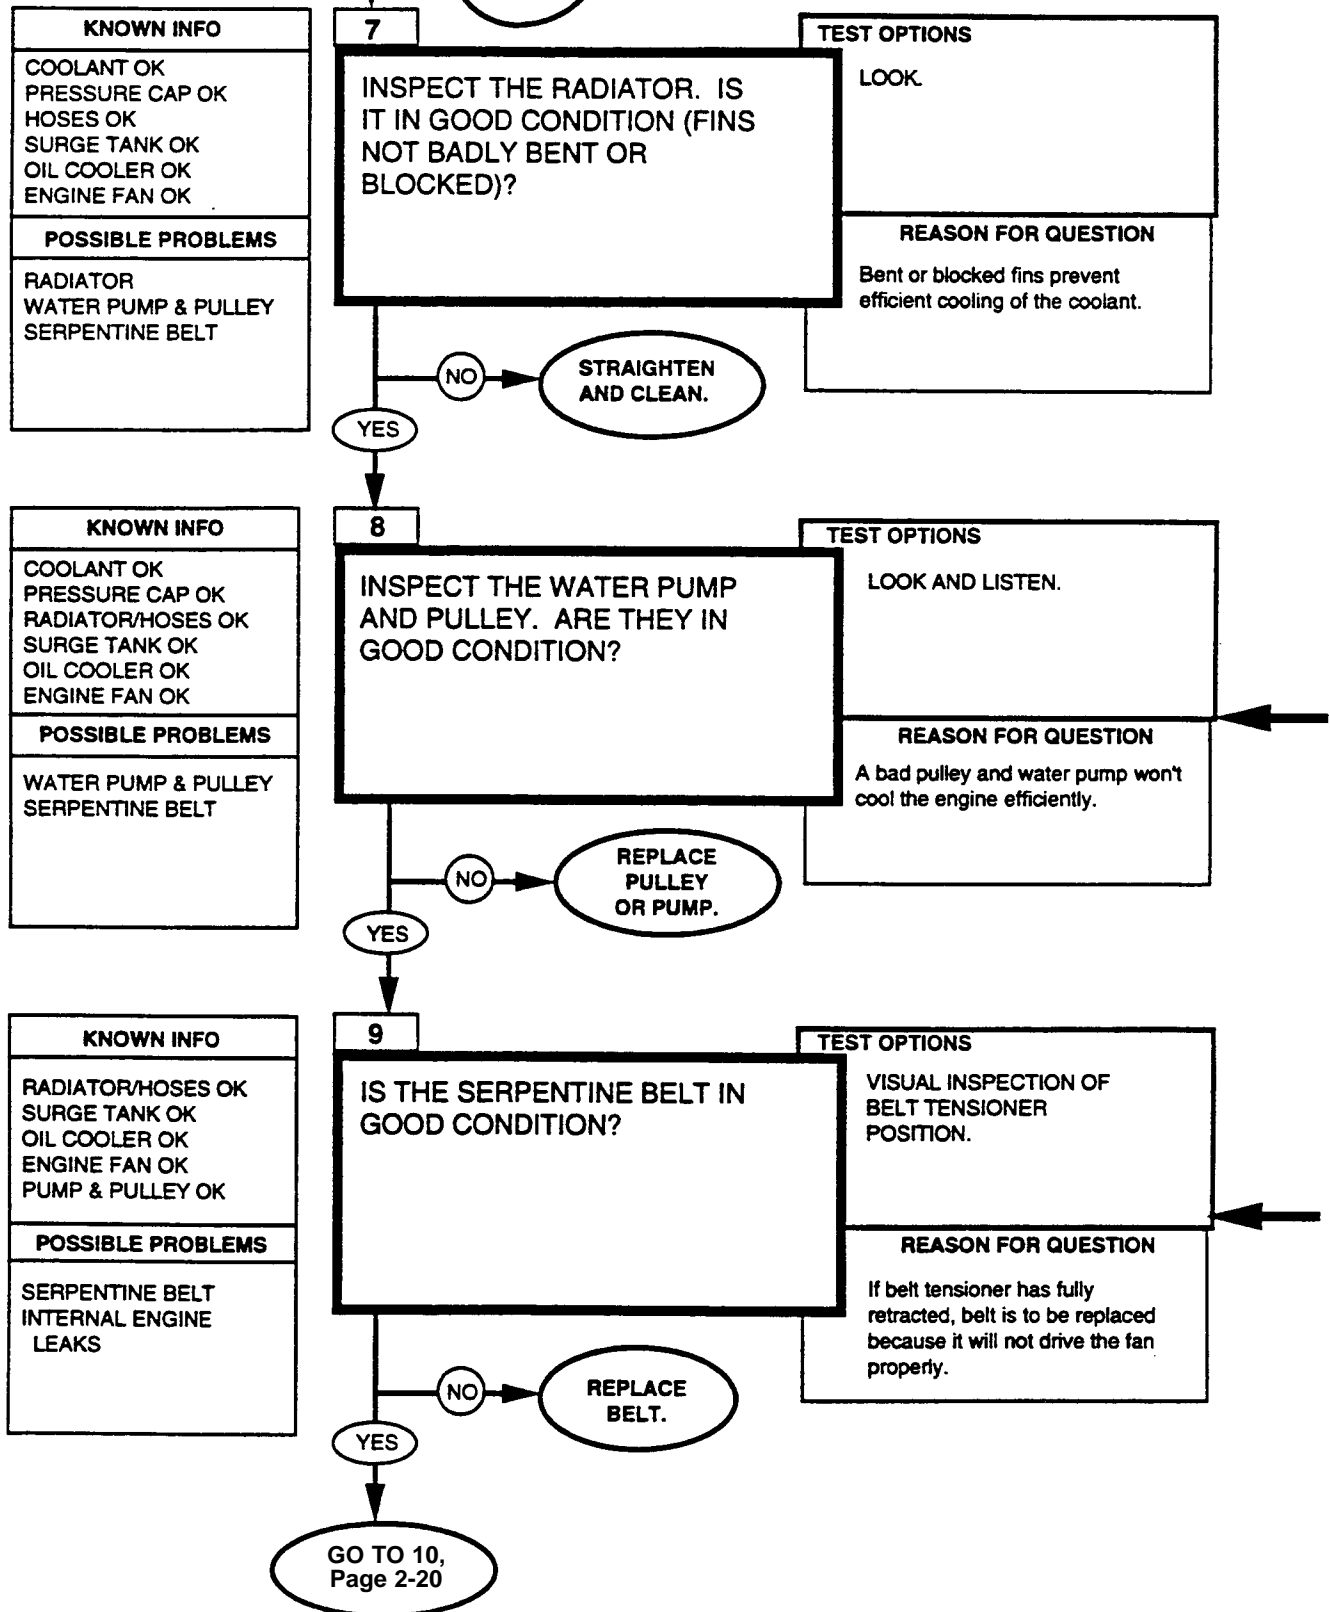 KNOWN INFO
COOLANT OK
PRESSURE CAP OK
HOSES OK
SURGE TANK OK
OIL COOLER OK
ENGINE FAN OK
POSSIBLE PROBLEMS
RADIATOR
WATER PUMP & PULLEY
SERPENTINE BELT
7
INSPECT THE RADIATOR. IS
IT IN GOOD CONDITION (FINS
NOT BADLY BENT OR
BLOCKED)?
TEST OPTIONS
LOOK.
REASON FOR QUESTION
Bent or blocked fins prevent
efficient cooling of the coolant.
NO
STRAIGHTEN
AND CLEAN.
YES
KNOWN INFO
COOLANT OK
PRESSURE CAP OK
RADIATOR/HOSES OK
SURGE TANK OK
OIL COOLER OK
ENGINE FAN OK
POSSIBLE PROBLEMS
WATER PUMP & PULLEY
SERPENTINE BELT
8
INSPECT THE WATER PUMP
AND PULLEY. ARE THEY IN
GOOD CONDITION?
TEST OPTIONS
LOOK AND LISTEN.
REASON FOR QUESTION
A bad pulley and water pump won't
cool the engine efficiently.
NO
REPLACE
PULLEY
OR PUMP.
YES
KNOWN INFO
RADIATOR/HOSES OK
SURGE TANK OK
OIL COOLER OK
ENGINE FAN OK
PUMP & PULLEY OK
POSSIBLE PROBLEMS
SERPENTINE BELT
INTERNAL ENGINE
LEAKS
9
IS THE SERPENTINE BELT IN
GOOD CONDITION?
TEST OPTIONS
VISUAL INSPECTION OF
BELT TENSIONER
POSITION.
REASON FOR QUESTION
If belt tensioner has fully
retracted, belt is to be replaced
because it will not drive the fan
properly.
NO
REPLACE
BELT.
YES
GO TO 10,
Page 2-20